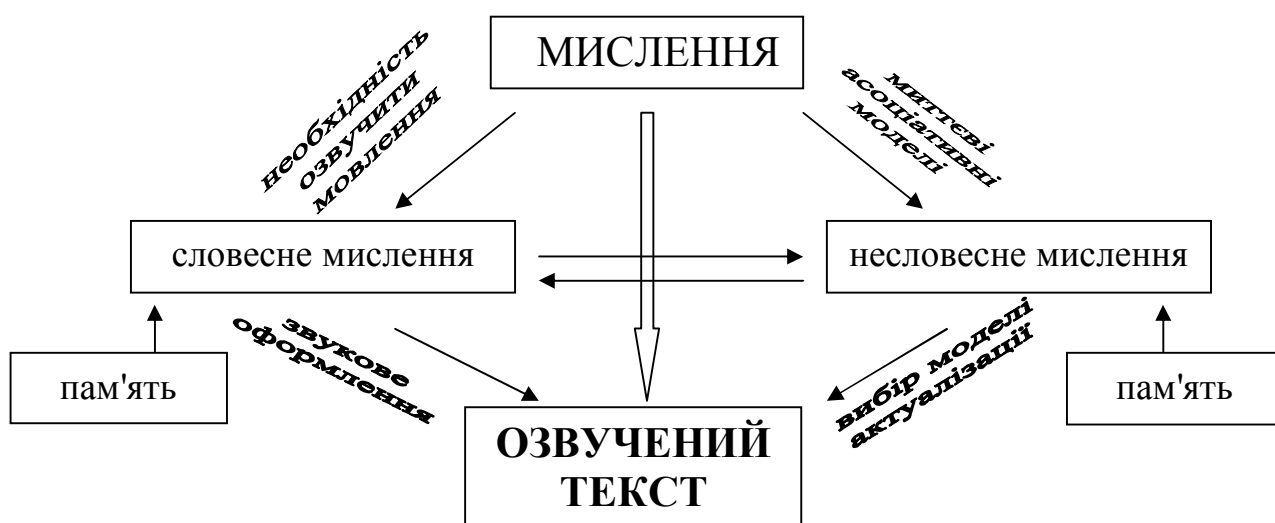 МИСЛЕННЯ
необхідність
озвучити
мовлення
миттєві
асоціативні
моделі
словесне мислення
несловесне мислення
звукове
оформлення
вибір моделі
актуалізації
пам'ять
пам'ять
ОЗВУЧЕНИЙ
ТЕКСТ